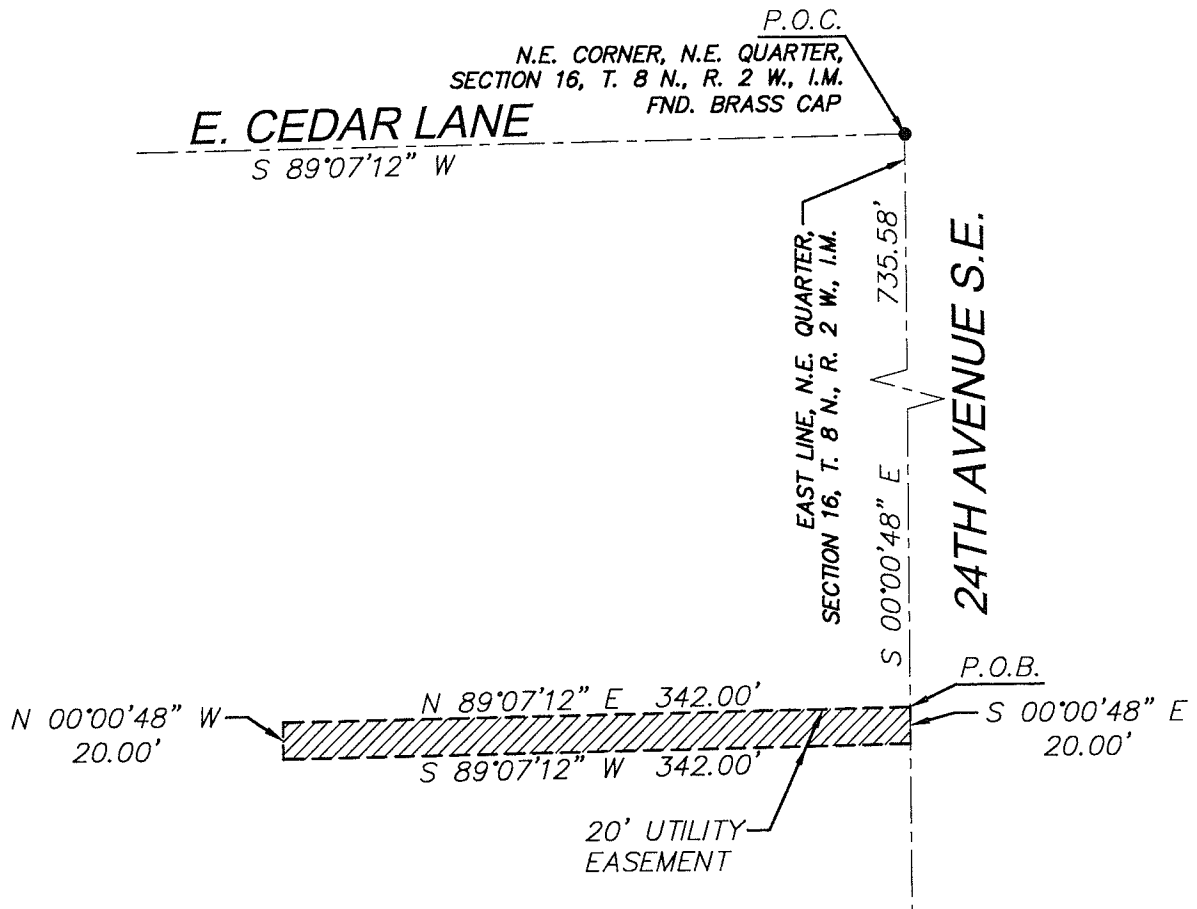 P.O.C.
N.E. CORNER, N.E. QUARTER,
SECTION 16, T. 8 N., R. 2 W., I.M.
FND. BRASS CAP
E. CEDAR LANE
S 89°07'12" W
EAST LINE, N.E. QUARTER,
SECTION 16, T. 8 N., R. 2 W., I.M.
735.58'
S 00°00'48" E
24TH AVENUE S.E.
P.O.B.
N 89°07'12" E 342.00'
N 00°00'48" W
20.00'
S 00°00'48" E
20.00'
S 89°07'12" W 342.00'
20' UTILITY
EASEMENT